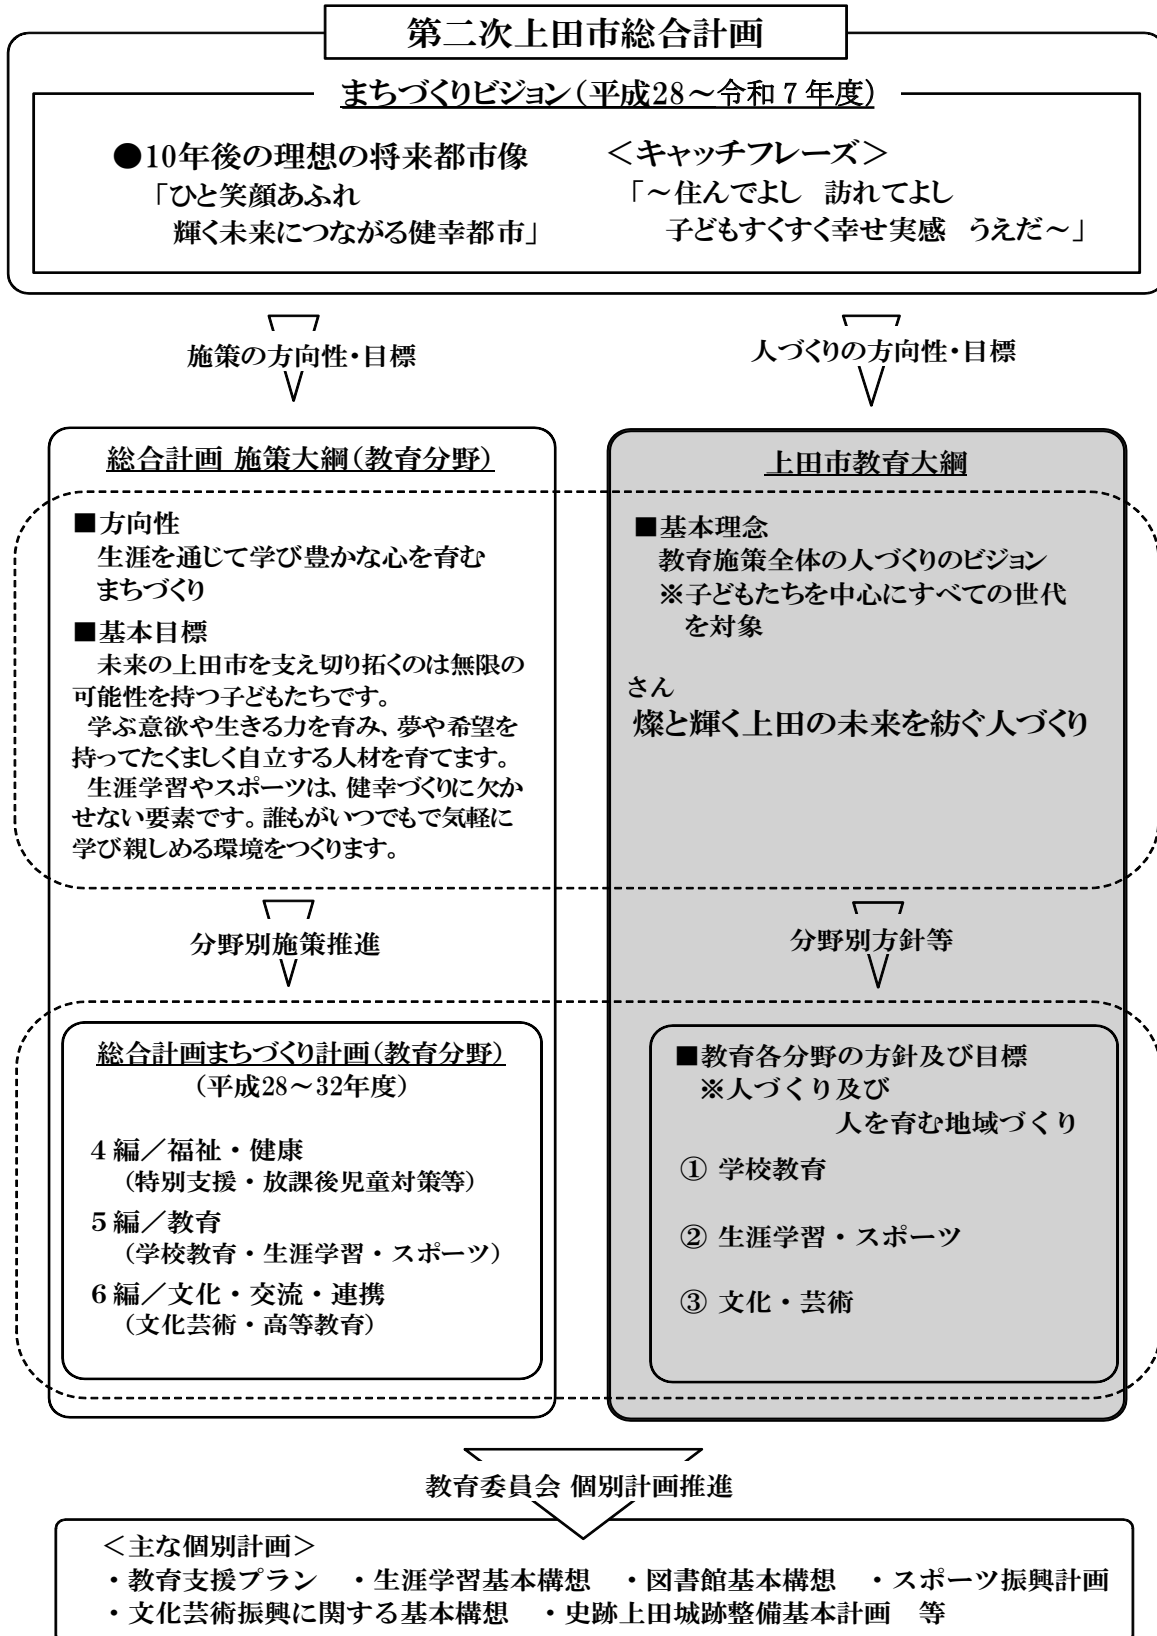 第二次上田市総合計画
まちづくりビジョン（平成28～令和７年度）
●10年後の理想の将来都市像
「ひと笑顔あふれ
輝く未来につながる健幸都市」
＜キャッチフレーズ＞
「～住んでよし　訪れてよし
子どもすくすく幸せ実感　うえだ～」
施策の方向性・目標
人づくりの方向性・目標
総合計画 施策大綱（教育分野）
■方向性
生涯を通じて学び豊かな心を育む
まちづくり
■基本目標
未来の上田市を支え切り拓くのは無限の
可能性を持つ子どもたちです。
学ぶ意欲や生きる力を育み、夢や希望を
持ってたくましく自立する人材を育てます。
生涯学習やスポーツは、健幸づくりに欠か
せない要素です。誰もがいつでもで気軽に
学び親しめる環境をつくります。
分野別施策推進
総合計画まちづくり計画（教育分野）
（平成28～32年度）
４編／福祉・健康
（特別支援・放課後児童対策等）
５編／教育
（学校教育・生涯学習・スポーツ）
６編／文化・交流・連携
（文化芸術・高等教育）
上田市教育大綱
■基本理念
教育施策全体の人づくりのビジョン
※子どもたちを中心にすべての世代
を対象
さん
燦と輝く上田の未来を紡ぐ人づくり
分野別方針等
■教育各分野の方針及び目標
※人づくり及び
人を育む地域づくり
① 学校教育
② 生涯学習・スポーツ
③ 文化・芸術
教育委員会 個別計画推進
＜主な個別計画＞
・教育支援プラン　・生涯学習基本構想　・図書館基本構想　・スポーツ振興計画
・文化芸術振興に関する基本構想　・史跡上田城跡整備基本計画　等